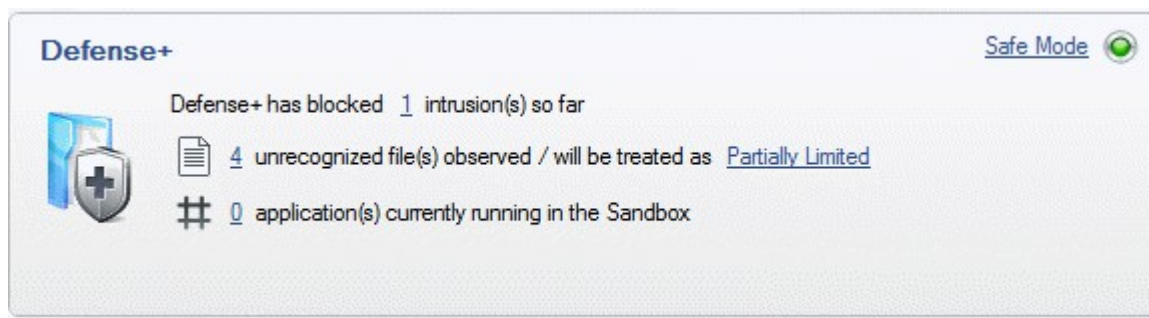 Defense+
Safe Mode
Defense+ has blocked 1 intrusion(s) so far
4 unrecognized file(s) observed / will be treated as Partially Limited
0 application(s) currently running in the Sandbox